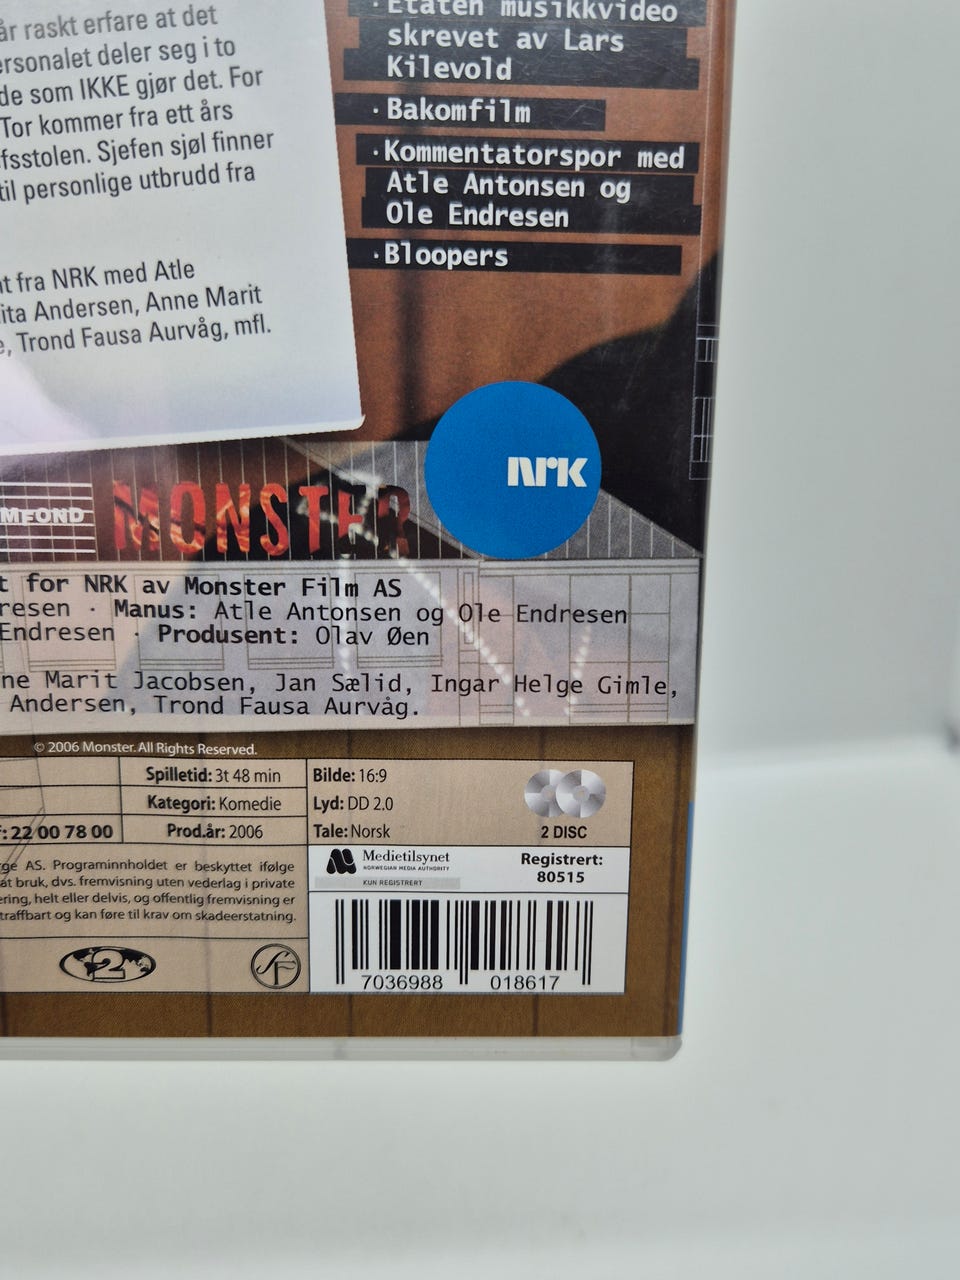 år raskt erfare at det
ersonalet deler seg i to
de som IKKE gjør det. For
Tor kommer fra ett års
fsstolen. Sjefen sjøl finner
til personlige utbrudd fra
t fra NRK med Atle
ita Andersen, Anne Marit
e, Trond Fausa Aurvåg, mfl.
· Etaten musikkvideo
skrevet av Lars
Kilevold
· Bakomfilm
· Kommentatorspor med
Atle Antonsen og
Ole Endresen
· Bloopers
NRK
MFOND
MONSTER
t for NRK av Monster Film AS
resen · Manus: Atle Antonsen og Ole Endresen
Endresen · Produsent: Olav Øen
ne Marit Jacobsen, Jan Sælid, Ingar Helge Gimle,
Andersen, Trond Fausa Aurvåg.
© 2006 Monster. All Rights Reserved.
Spilletid: 3t 48 min
Kategori: Komedie
: 22 00 78 00
Prod.år: 2006
Bilde: 16:9
Lyd: DD 2.0
Tale: Norsk
2 DISC
rge AS. Programinnholdet er beskyttet ifølge
at bruk, dvs. fremvisning uten vederlag i private
ering, helt eller delvis, og offentlig fremvisning er
traffbart og kan føre til krav om skadeerstatning.
Medietilsynet
NORWEGIAN MEDIA AUTHORITY
KUN REGISTRERT
Registrert:
80515
2
SF
7036988 018617